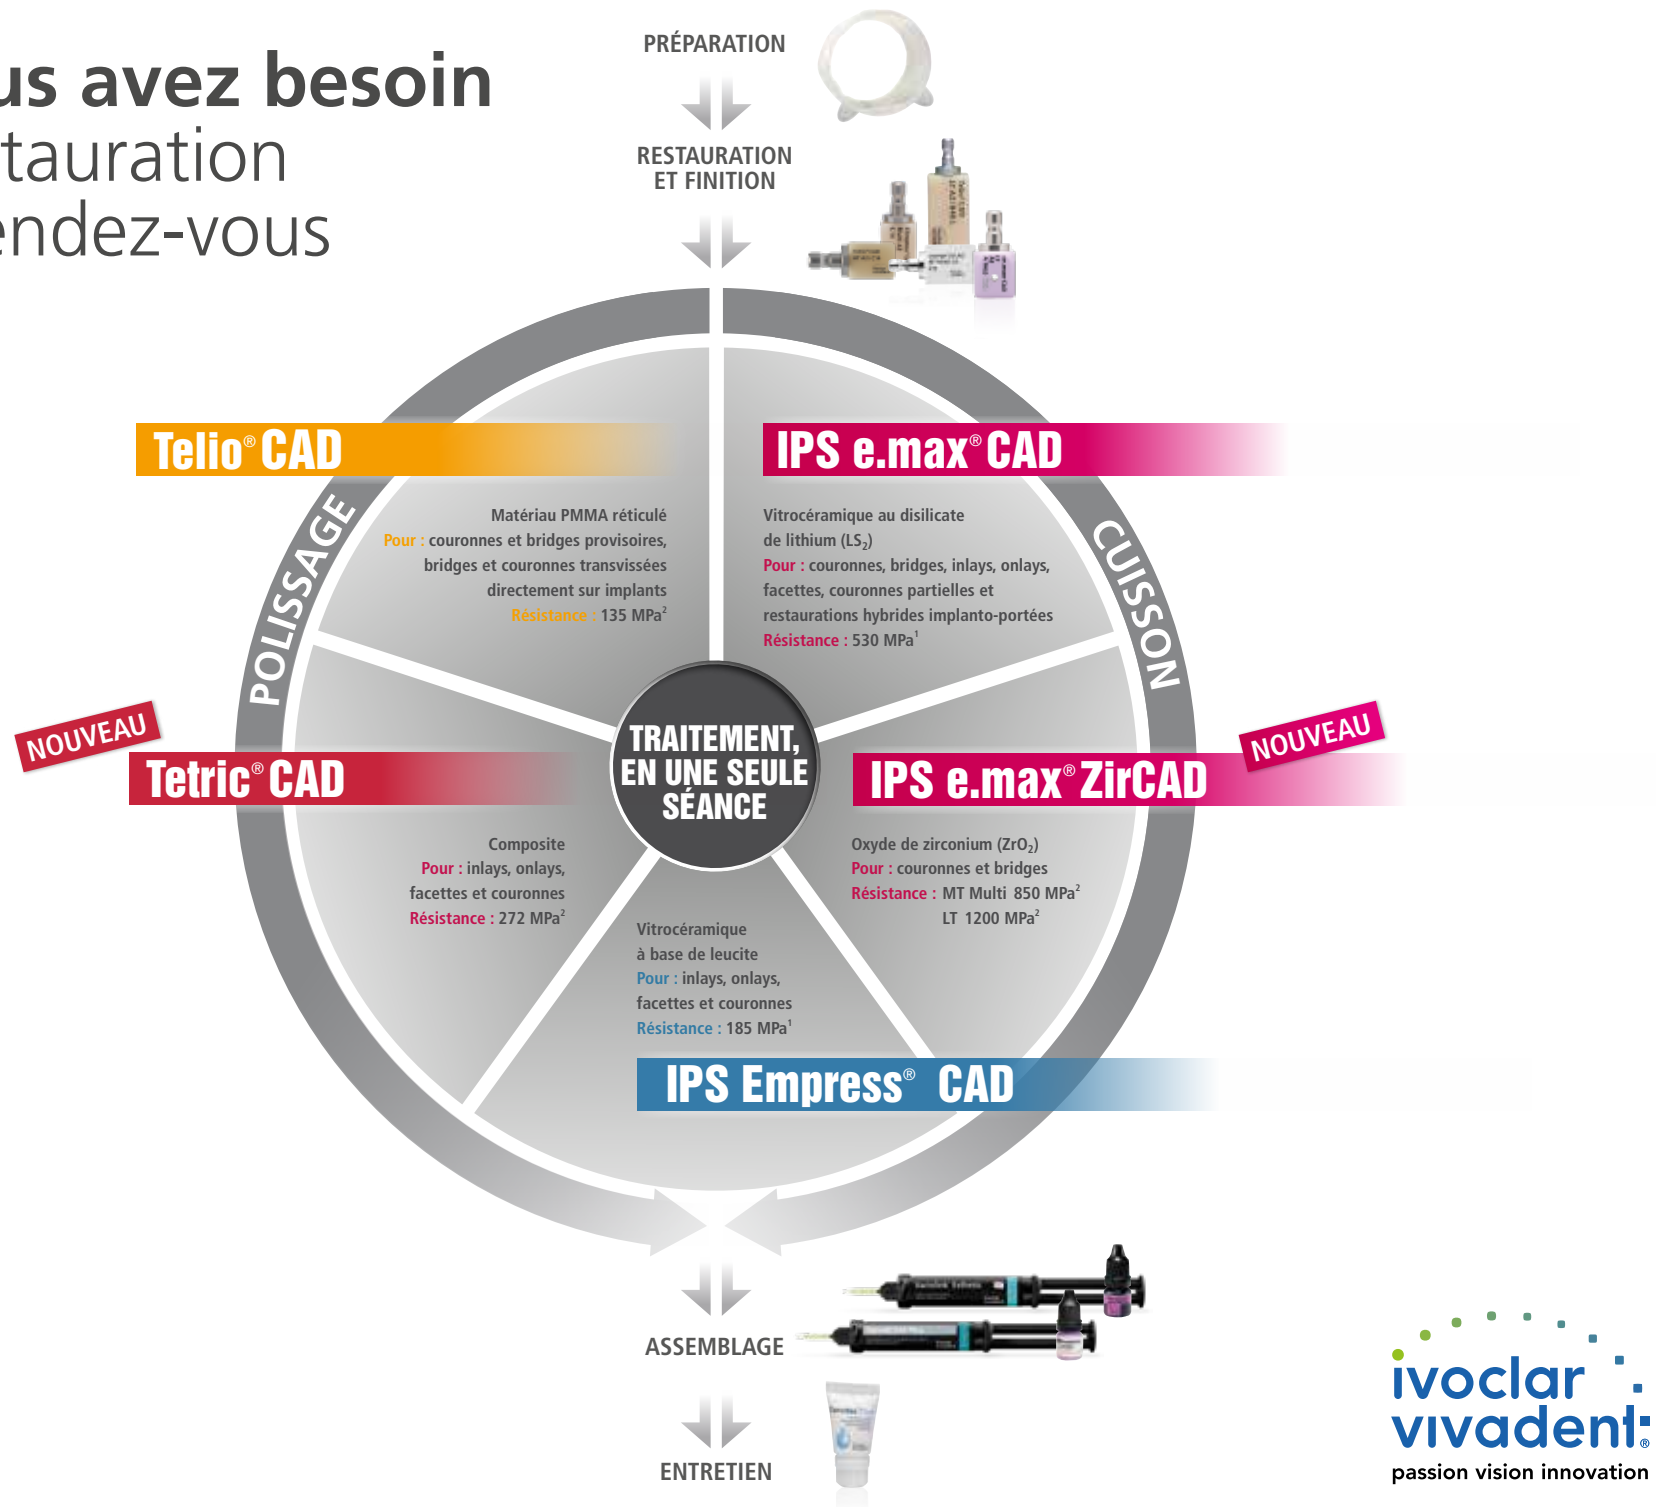 us avez besoin
tauration
endez-vous
PRÉPARATION
RESTAURATION
ET FINITION
Telio® CAD
Matériau PMMA réticulé
Pour : couronnes et bridges provisoires,
bridges et couronnes transvissées
directement sur implants
Résistance : 135 MPa²
IPS e.max® CAD
Vitrocéramique au disilicate
de lithium (LS₂)
Pour : couronnes, bridges, inlays, onlays,
facettes, couronnes partielles et
restaurations hybrides implanto-portées
Résistance : 530 MPa¹
POLISSAGE
CUISSON
TRAITEMENT,
EN UNE SEULE
SÉANCE
NOUVEAU
Tetric® CAD
Composite
Pour : inlays, onlays,
facettes et couronnes
Résistance : 272 MPa²
NOUVEAU
IPS e.max® ZirCAD
Oxyde de zirconium (ZrO₂)
Pour : couronnes et bridges
Résistance : MT Multi 850 MPa²
LT 1200 MPa²
Vitrocéramique
à base de leucite
Pour : inlays, onlays,
facettes et couronnes
Résistance : 185 MPa¹
IPS Empress® CAD
ASSEMBLAGE
ENTRETIEN
ivoclar
vivadent®
passion vision innovation